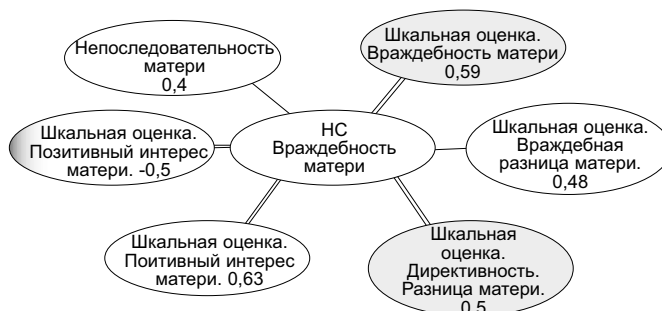 Непоследовательность
матери
0,4
Шкальная оценка.
Враждебность матери
0,59
Шкальная оценка.
Позитивный интерес
матери. -0,5
НС
Враждебность
матери
Шкальная оценка.
Враждебная
разница матери.
0,48
Шкальная оценка.
Поитивный интерес
матери. 0,63
Шкальная
оценка.
Директивность.
Разница матери.
0,5